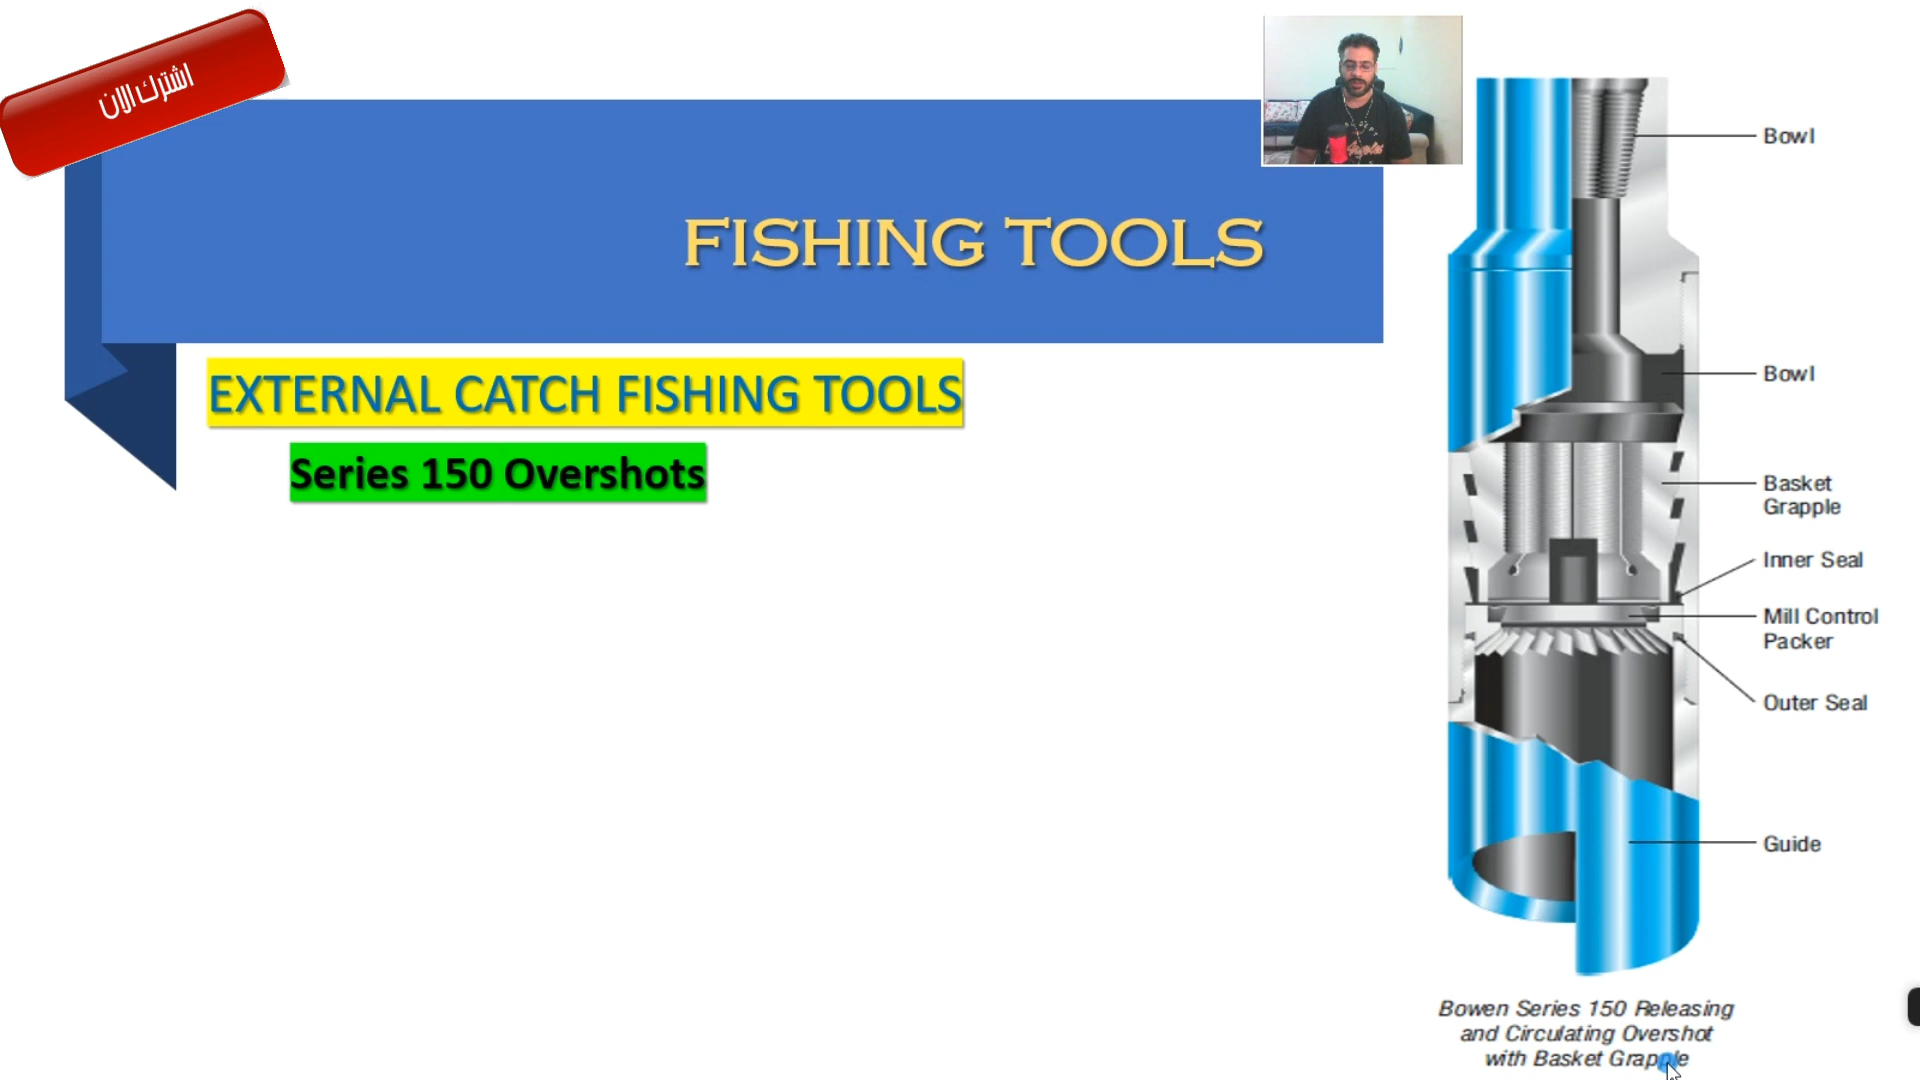 اشترك الان
FISHING TOOLS
EXTERNAL CATCH FISHING TOOLS
Series 150 Overshots
Bowl
Bowl
Basket
Grapple
Inner Seal
Mill Control
Packer
Outer Seal
Guide
Bowen Series 150 Releasing
and Circulating Overshot
with Basket Grapple